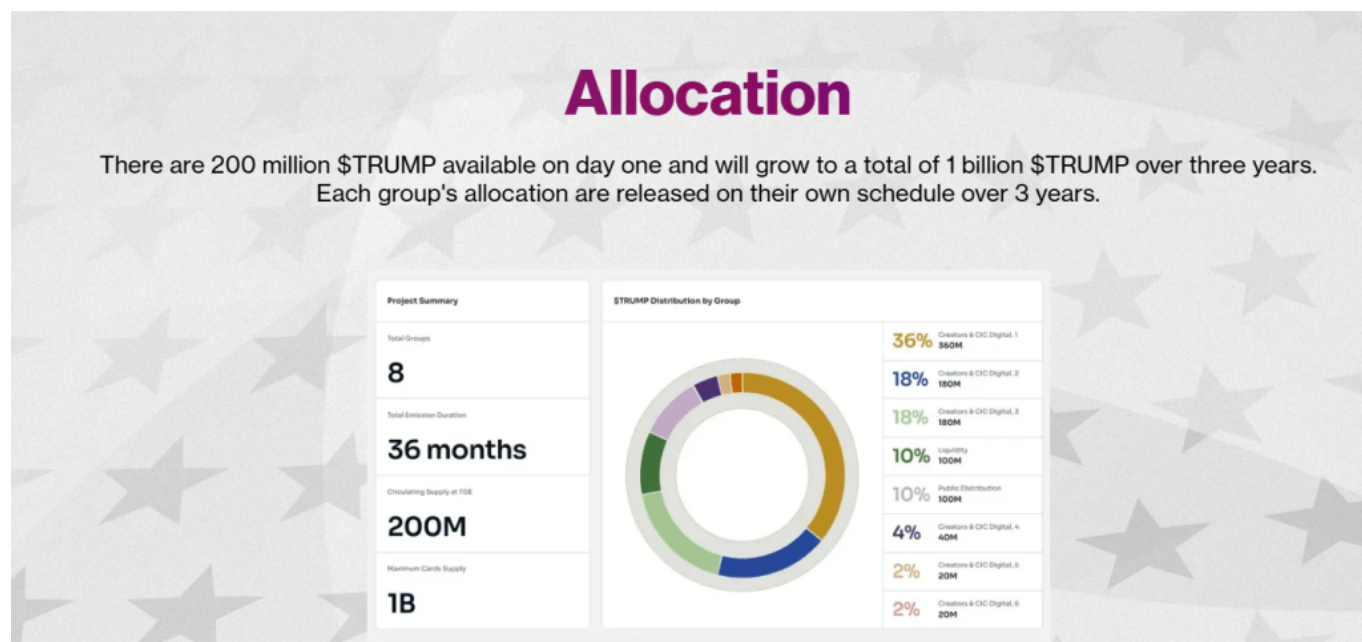 Allocation
There are 200 million $TRUMP available on day one and will grow to a total of 1 billion $TRUMP over three years.
Each group's allocation are released on their own schedule over 3 years.
Project Summary
Total Groups
8
Total Emission Duration
36 months
Circulating Supply at TGE
200M
Maximum Cards Supply
1B
$TRUMP Distribution by Group
36% Creators & CIC Digital, 1
360M
18% Creators & CIC Digital, 2
180M
18% Creators & CIC Digital, 3
180M
10% Liquidity
100M
10% Public Distribution
100M
4% Creators & CIC Digital, 4
40M
2% Creators & CIC Digital, 5
20M
2% Creators & CIC Digital, 6
20M